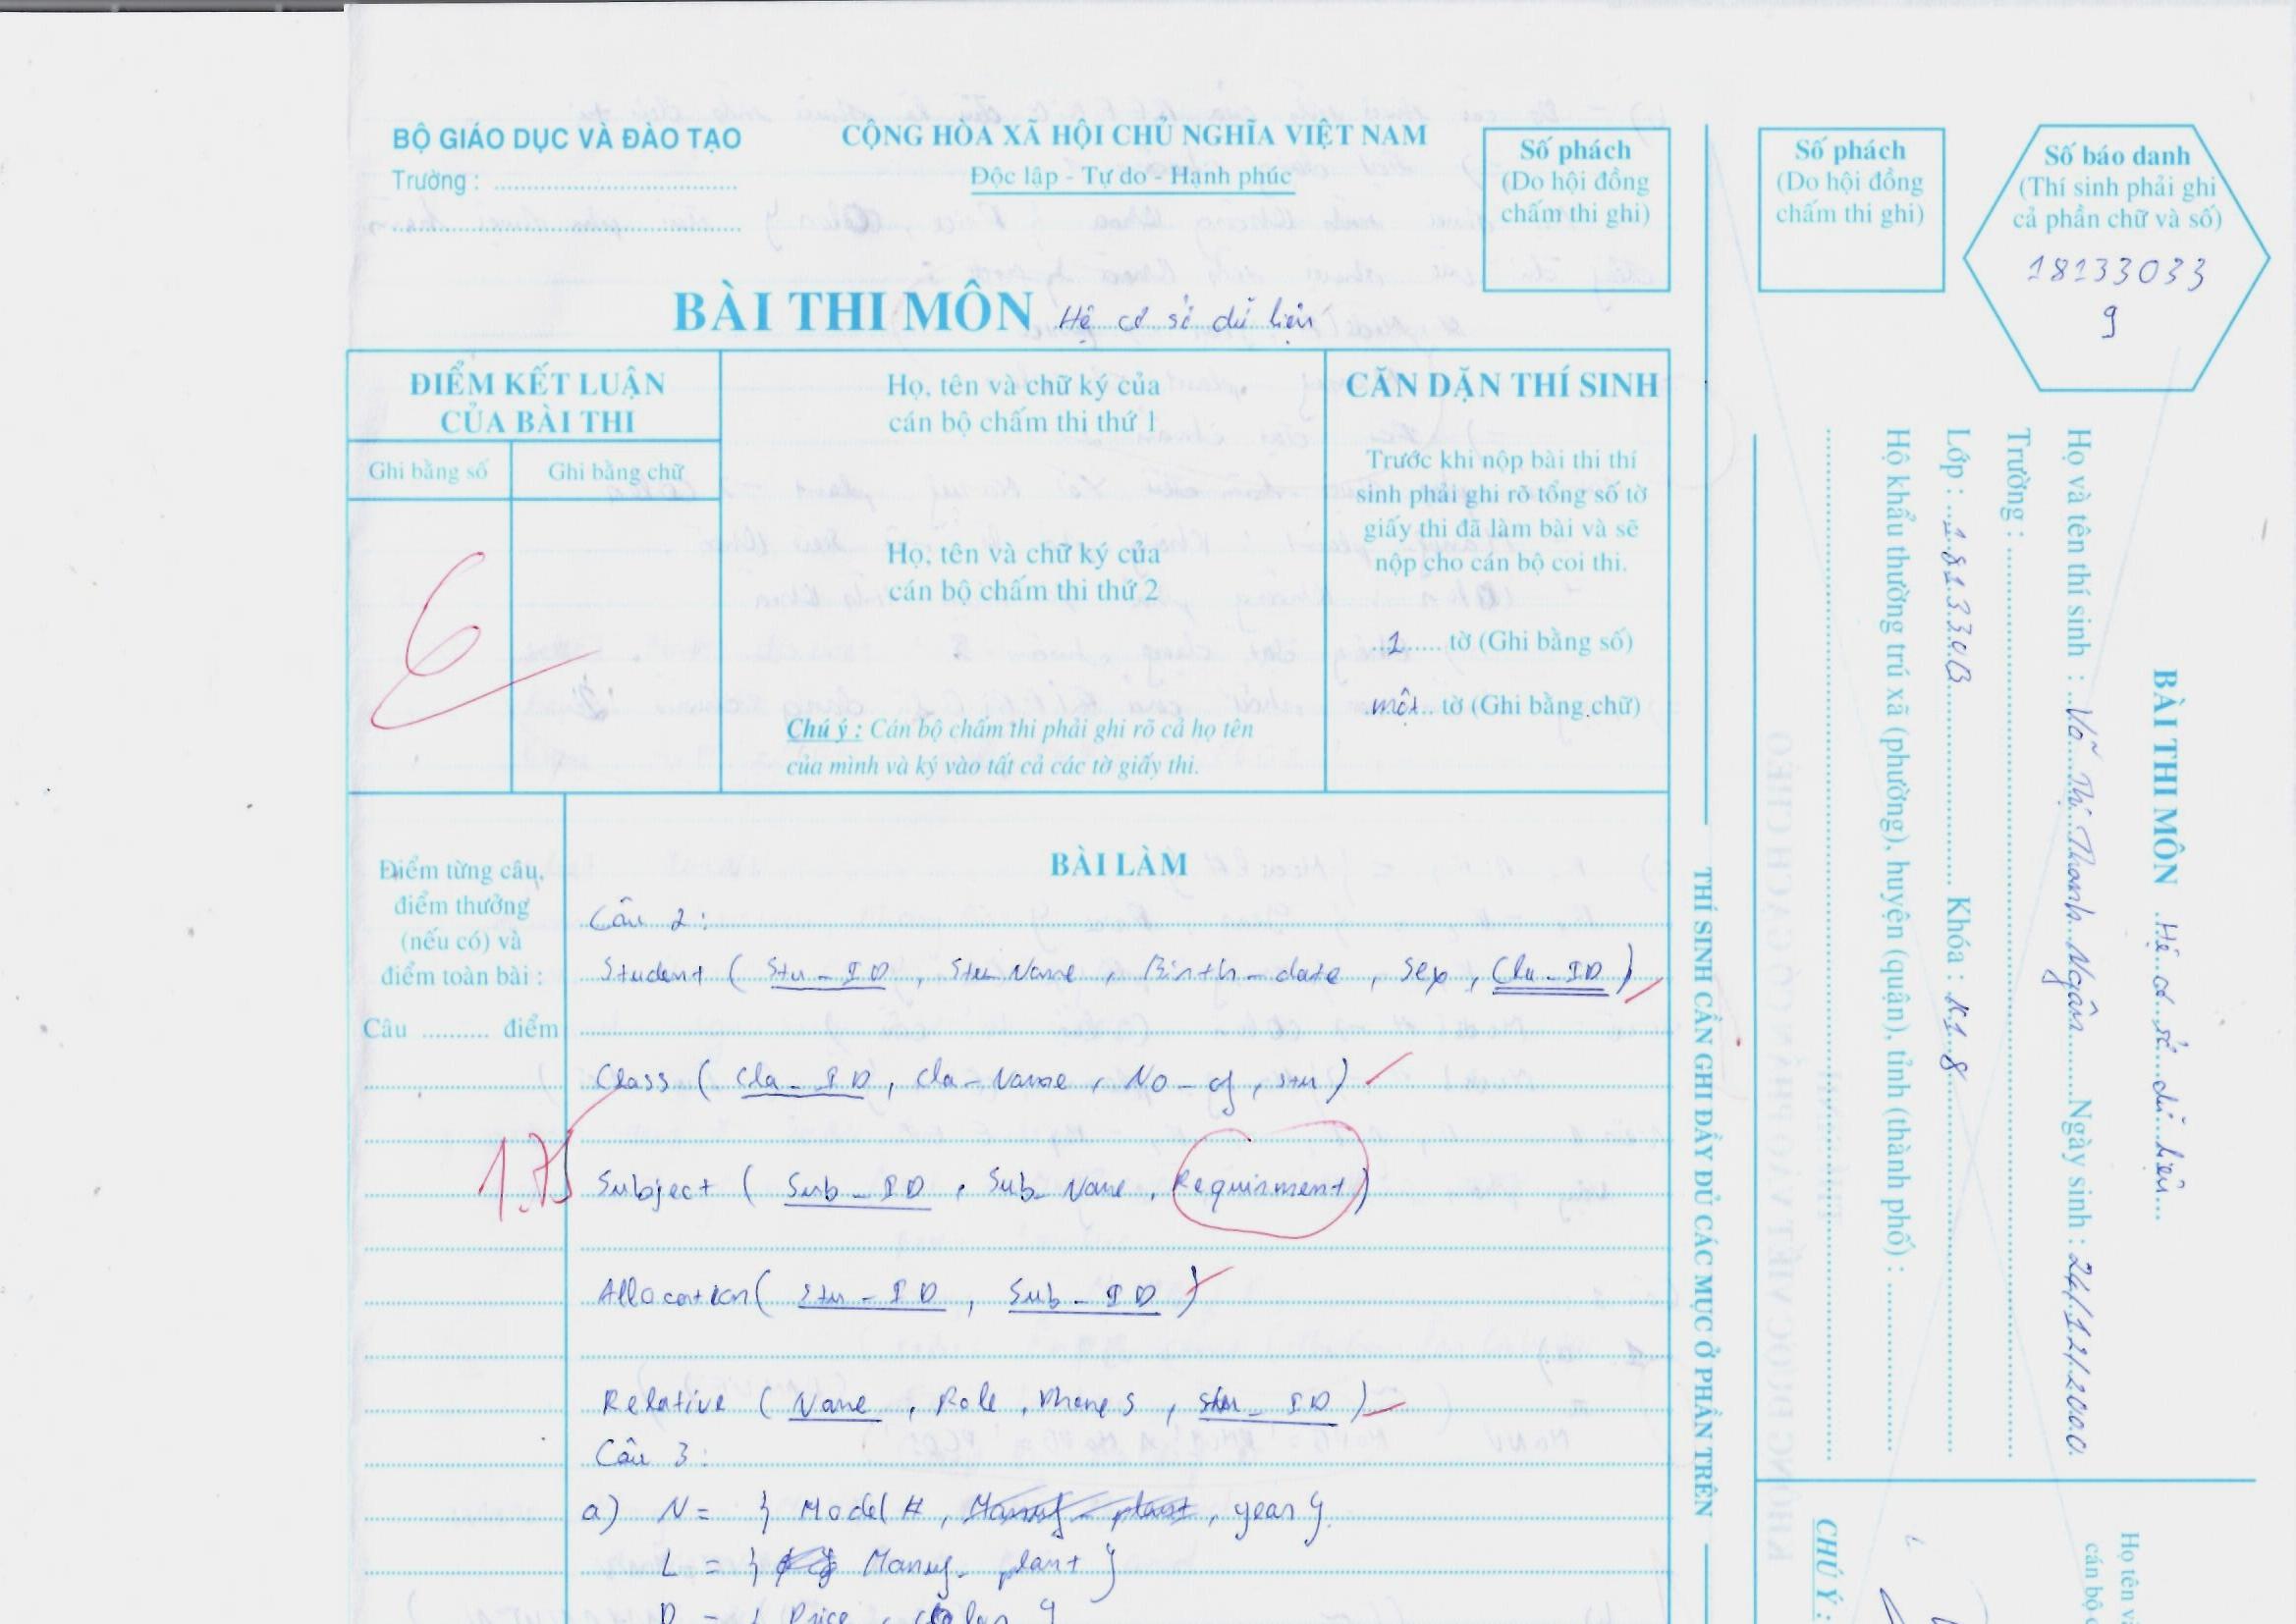 BỘ GIÁO DỤC VÀ ĐÀO TẠO
Trường :
CỘNG HÒA XÃ HỘI CHỦ NGHĨA VIỆT NAM
Độc lập - Tự do - Hạnh phúc
Số phách
(Do hội đồng
chấm thi ghi)
BÀI THI MÔN Hệ cơ sở dữ liệu
ĐIỂM KẾT LUẬN
CỦA BÀI THI
Ghi bằng số
Ghi bằng chữ
6
Họ, tên và chữ ký của
cán bộ chấm thi thứ 1
Họ, tên và chữ ký của
cán bộ chấm thi thứ 2
Chú ý : Cán bộ chấm thi phải ghi rõ cả họ tên
của mình và ký vào tất cả các tờ giấy thi.
CĂN DẶN THÍ SINH
Trước khi nộp bài thi thí
sinh phải ghi rõ tổng số tờ
giấy thi đã làm bài và sẽ
nộp cho cán bộ coi thi.
1 tờ (Ghi bằng số)
một tờ (Ghi bằng chữ)
Điểm từng câu,
điểm thưởng
(nếu có) và
điểm toàn bài :
Câu .......... điểm
1.75
BÀI LÀM
Câu 2:
Student ( Stu_ID, Stu Name, Birth_date, Sex, Cla_ID )
Class ( Cla_ID, Cla_Name, No_of, stu )
Subject ( Sub_ID, Sub_Name, Requirment )
Allocation ( Stu_ID, Sub_ID )
Relative ( Name, Role, Phones, Stu_ID )
Câu 3:
a) N = { Model #, year }
L = { Manuf_plant }
R = { Price, color }
THÍ SINH CẦN GHI ĐẦY ĐỦ CÁC MỤC Ở PHẦN TRÊN
Số phách
(Do hội đồng
chấm thi ghi)
Số báo danh
(Thí sinh phải ghi
cả phần chữ và số)
18133033
9
BÀI THI MÔN Hệ cơ sở dữ liệu
Họ và tên thí sinh : Võ Thị Thanh Ngân Ngày sinh : 24/12/2000
Trường :
Lớp : 181330B Khóa : K18
Hộ khẩu thường trú xã (phường), huyện (quận), tỉnh (thành phố) :
CHÚ Ý :
Họ tên và
cán bộ